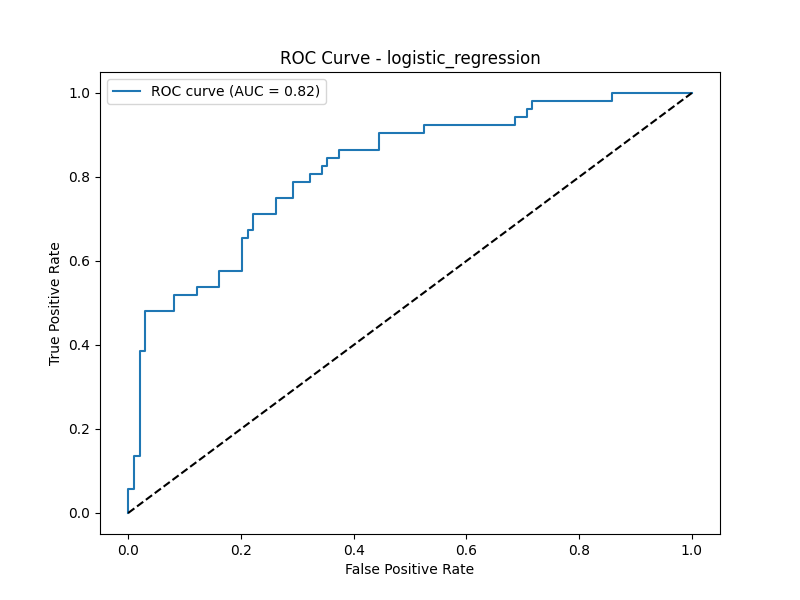 ROC Curve - logistic_regression
ROC curve (AUC = 0.82)
1.0
0.8
0.6
0.4
0.2
0.0
True Positive Rate
0.0 0.2 0.4 0.6 0.8 1.0
False Positive Rate